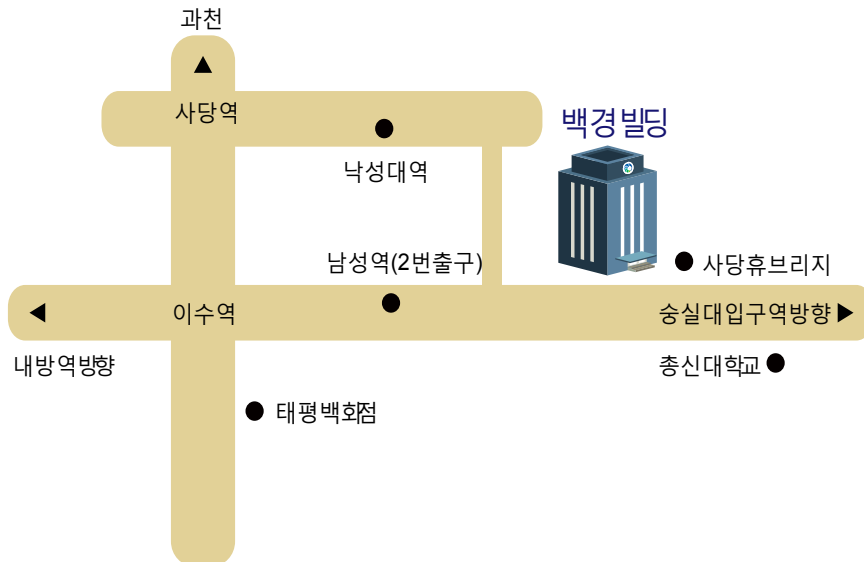 과천
사당역
백경빌딩
낙성대역
남성역(2번출구)
사당휴브리지
이수역
숭실대입구역방향
내방역방향
총신대학교
태평백화점